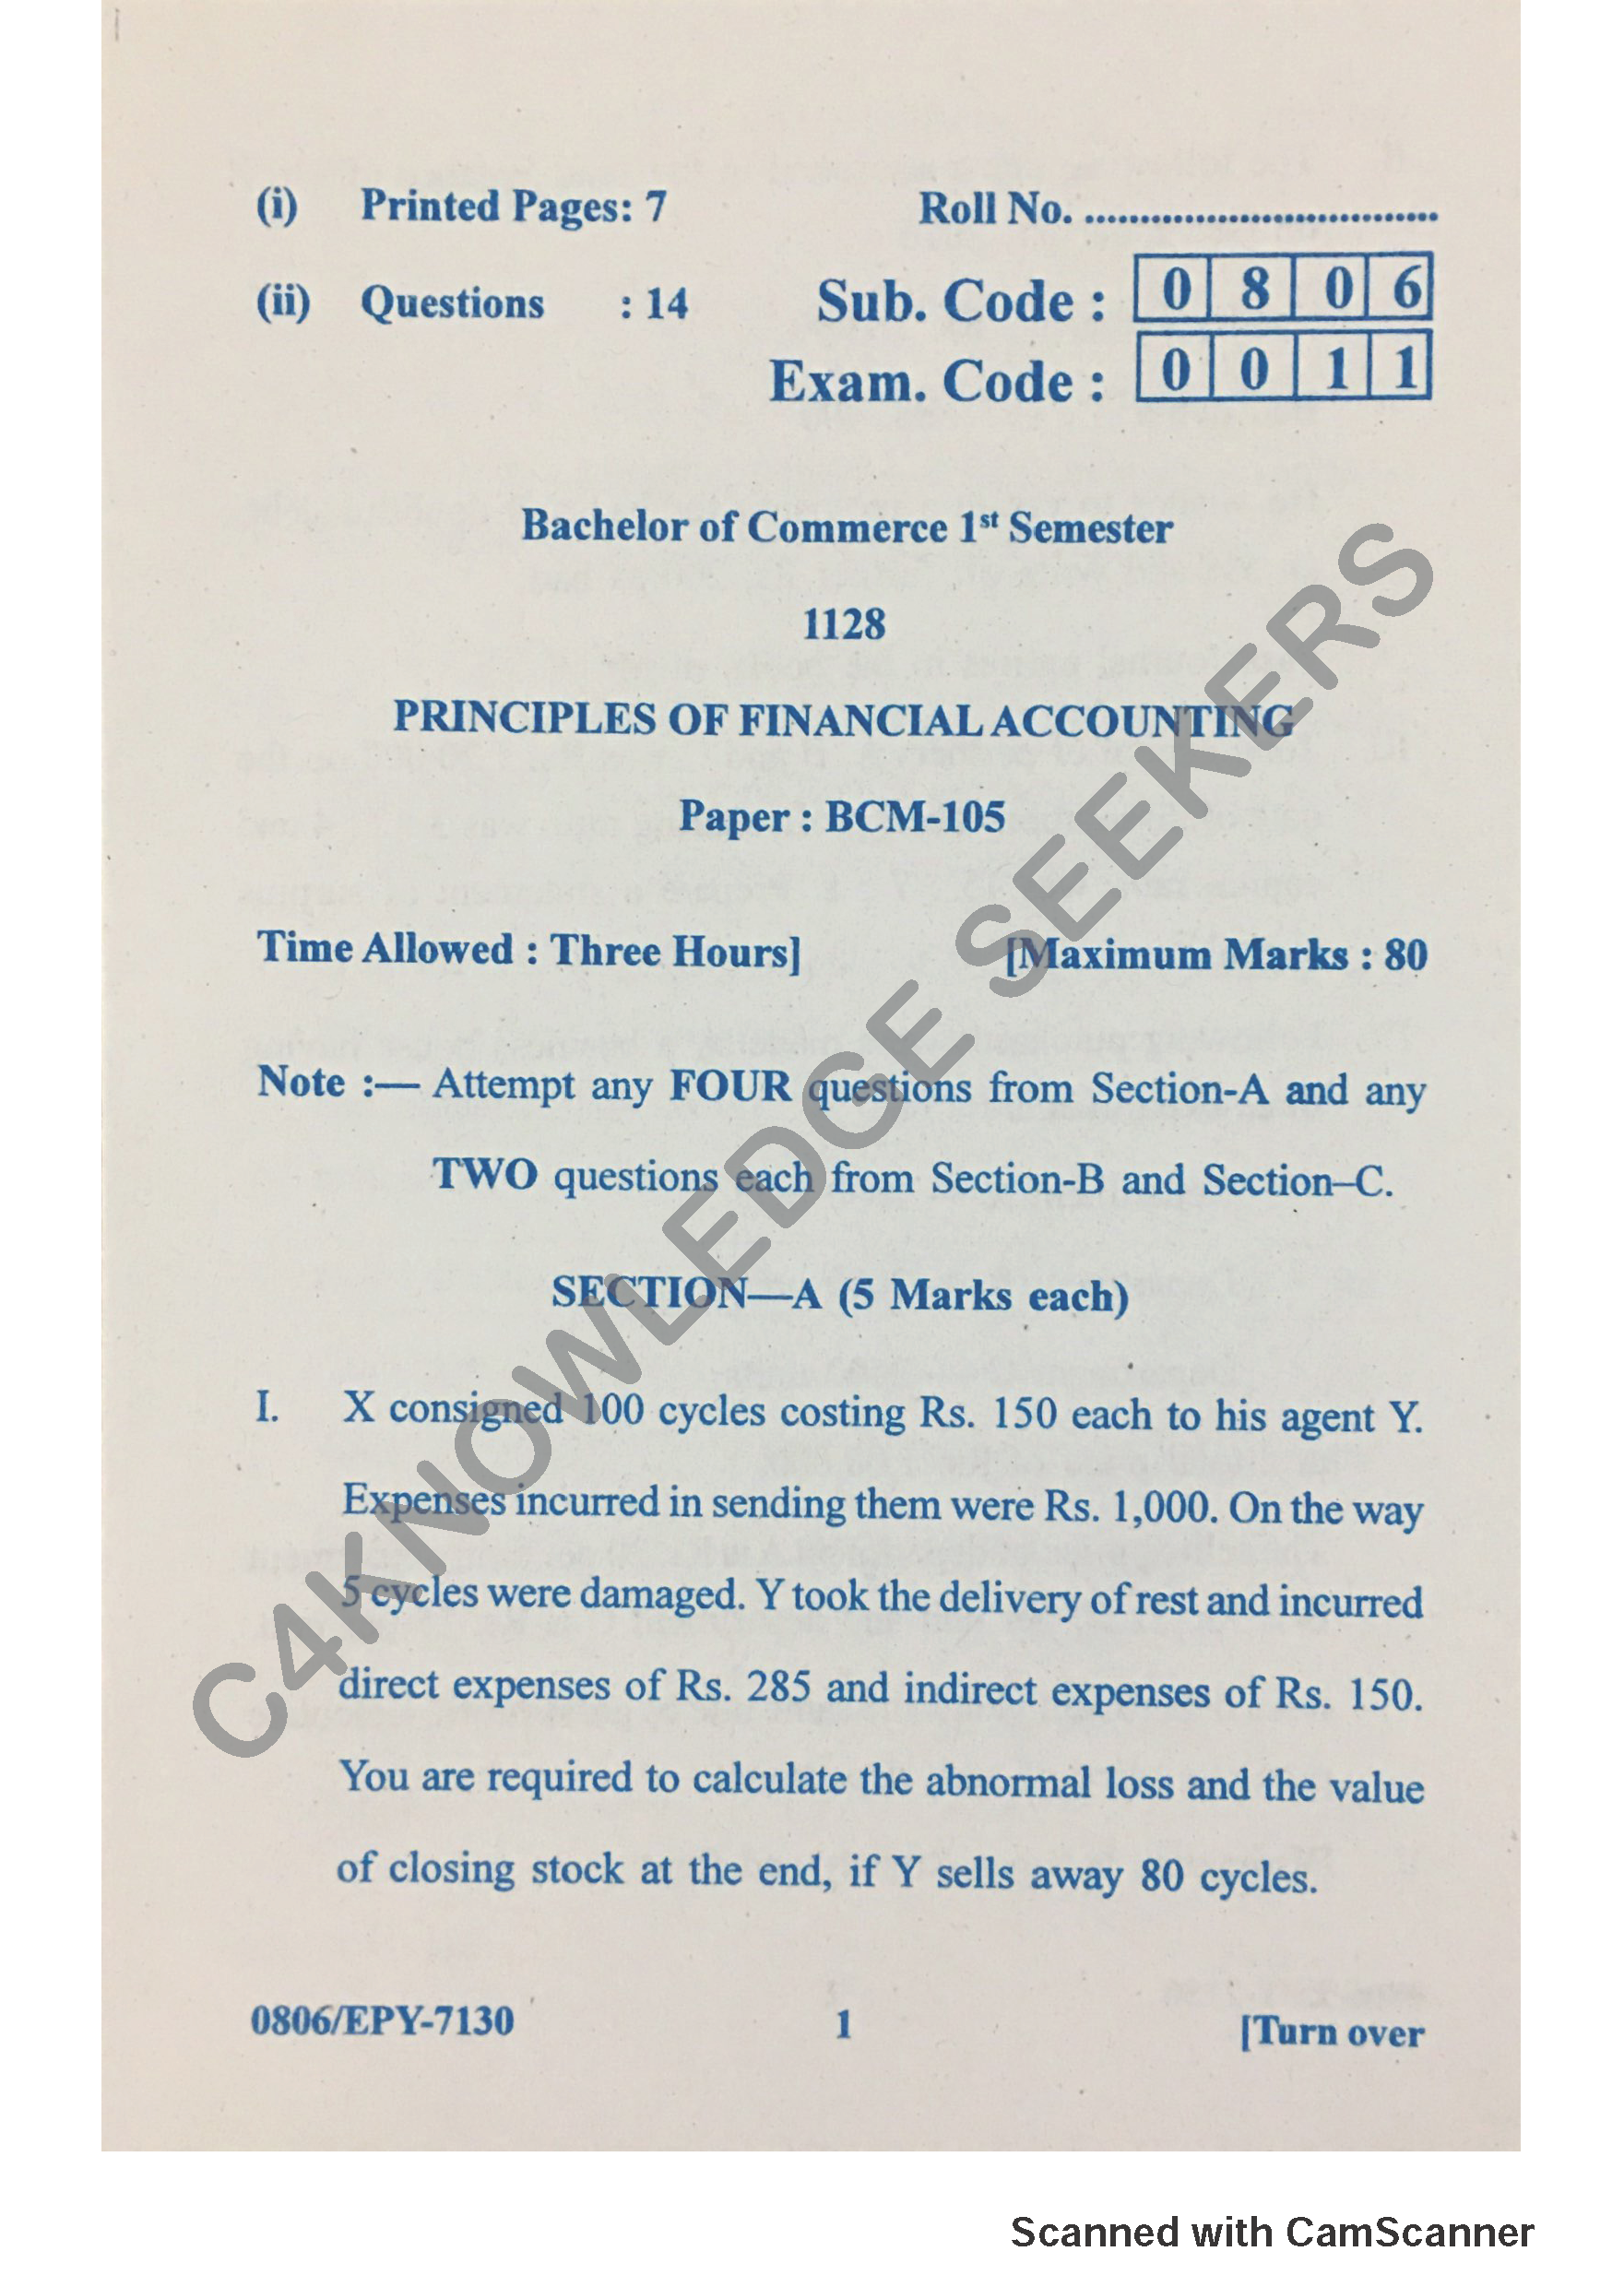 (i) Printed Pages: 7 Roll No. ................................
(ii) Questions : 14 Sub. Code : 0 8 0 6
Exam. Code : 0 0 1 1
Bachelor of Commerce 1st Semester
1128
PRINCIPLES OF FINANCIAL ACCOUNTING
Paper : BCM-105
Time Allowed : Three Hours] [Maximum Marks : 80
Note :— Attempt any FOUR questions from Section-A and any
TWO questions each from Section-B and Section–C.
SECTION—A (5 Marks each)
I. X consigned 100 cycles costing Rs. 150 each to his agent Y.
Expenses incurred in sending them were Rs. 1,000. On the way
5 cycles were damaged. Y took the delivery of rest and incurred
direct expenses of Rs. 285 and indirect expenses of Rs. 150.
You are required to calculate the abnormal loss and the value
of closing stock at the end, if Y sells away 80 cycles.
0806/EPY-7130 1 [Turn over
C4KNOWLEDGE SEEKERS
Scanned with CamScanner